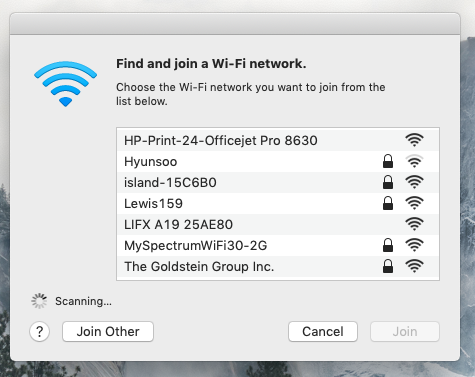 Find and join a Wi-Fi network.
Choose the Wi-Fi network you want to join from the
list below.
HP-Print-24-Officejet Pro 8630
Hyunsoo
island-15C6B0
Lewis159
LIFX A19 25AE80
MySpectrumWiFi30-2G
The Goldstein Group Inc.
Scanning...
? Join Other Cancel Join